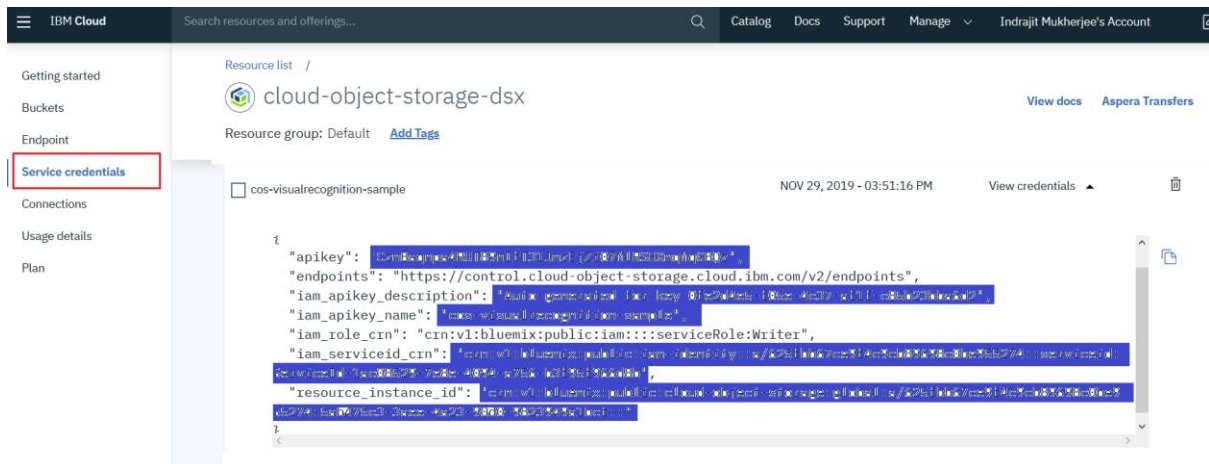 IBM Cloud
Search resources and offerings...
Catalog
Docs
Support
Manage
Indrajit Mukherjee's Account
Getting started
Buckets
Endpoint
Service credentials
Connections
Usage details
Plan
Resource list /
cloud-object-storage-dsx
View docs
Aspera Transfers
Resource group: Default Add Tags
cos-visualrecognition-sample
NOV 29, 2019 - 03:51:16 PM
View credentials
{
"apikey":
"endpoints": "https://control.cloud-object-storage.cloud.ibm.com/v2/endpoints",
"iam_apikey_description":
"iam_apikey_name":
"iam_role_crn": "crn:v1:bluemix:public:iam::::serviceRole:Writer",
"iam_serviceid_crn":
"resource_instance_id":
}